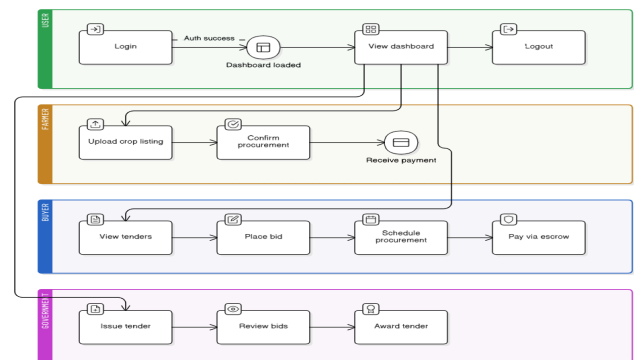 USER
Login
Auth success
Dashboard loaded
View dashboard
Logout
FARMER
Upload crop listing
Confirm
procurement
Receive payment
BUYER
View tenders
Place bid
Schedule
procurement
Pay via escrow
GOVERNMENT
Issue tender
Review bids
Award tender